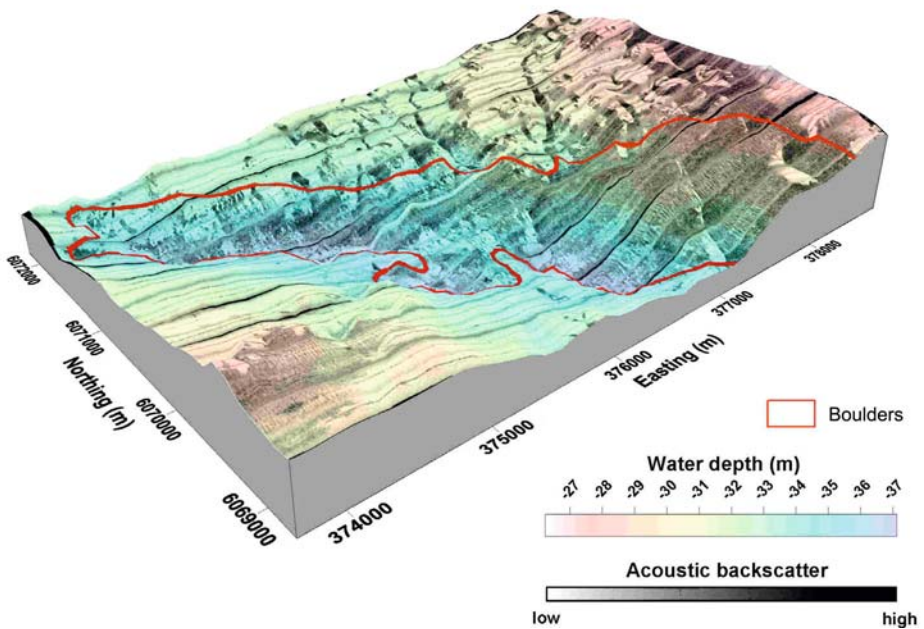 6072000
6071000
6070000
6069000
Northing (m)
374000
375000
376000
377000
378000
Easting (m)
Boulders
Water depth (m)
-27 -28 -29 -30 -31 -32 -33 -34 -35 -36 -37
Acoustic backscatter
low high